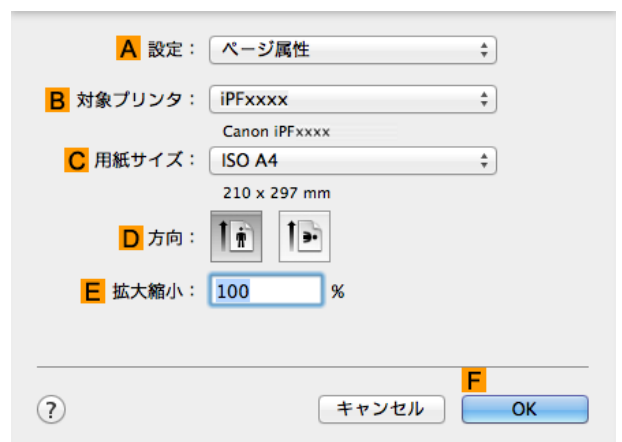 A 設定： ページ属性
B 対象プリンタ： iPFxxxx
Canon iPFxxxx
C 用紙サイズ： ISO A4
210 x 297 mm
D 方向：
E 拡大縮小： 100 %
F
? キャンセル OK